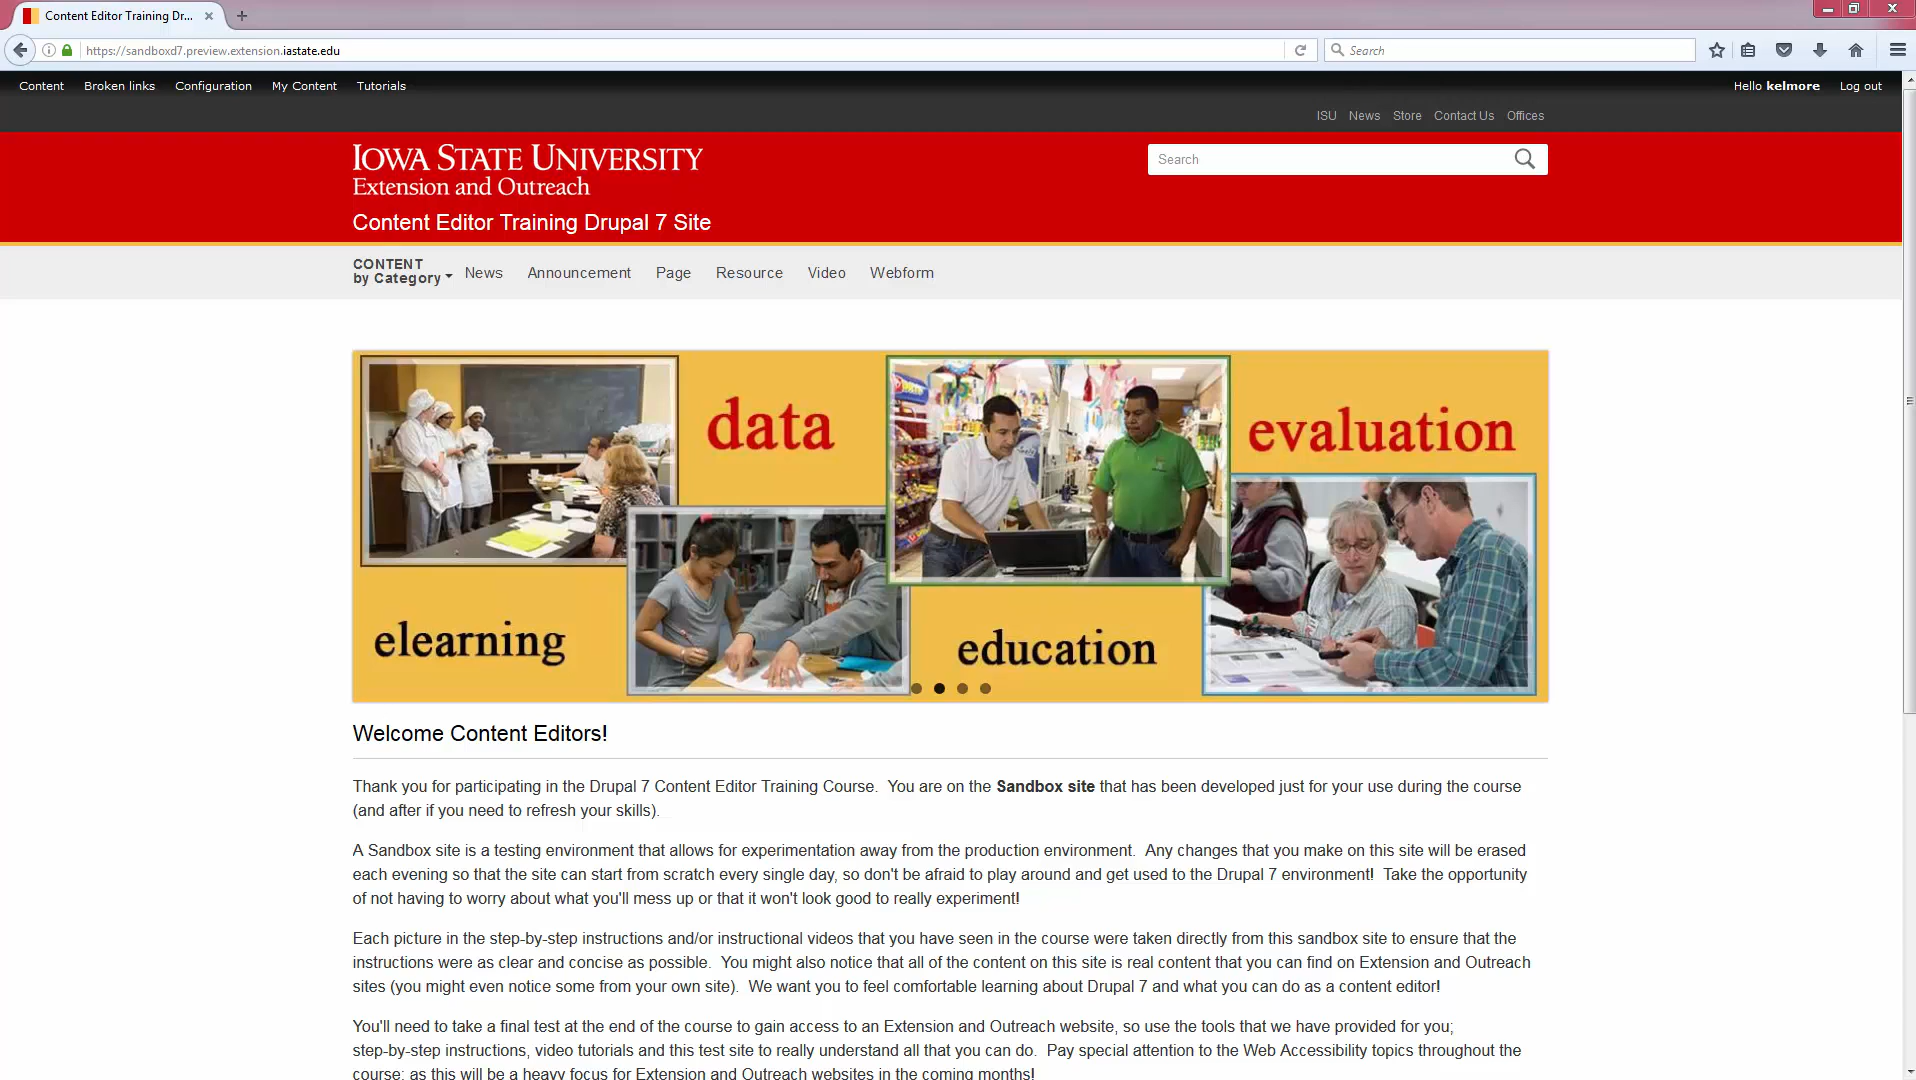 Content Editor Training Dr...
https://sandboxd7.preview.extension.iastate.edu
Search
Content Broken links Configuration My Content Tutorials
Hello kelmore Log out
ISU News Store Contact Us Offices
IOWA STATE UNIVERSITY
Extension and Outreach
Search
Content Editor Training Drupal 7 Site
CONTENT
by Category
News Announcement Page Resource Video Webform
data
evaluation
elearning
education
Welcome Content Editors!
Thank you for participating in the Drupal 7 Content Editor Training Course. You are on the Sandbox site that has been developed just for your use during the course
(and after if you need to refresh your skills).
A Sandbox site is a testing environment that allows for experimentation away from the production environment. Any changes that you make on this site will be erased
each evening so that the site can start from scratch every single day, so don't be afraid to play around and get used to the Drupal 7 environment! Take the opportunity
of not having to worry about what you'll mess up or that it won't look good to really experiment!
Each picture in the step-by-step instructions and/or instructional videos that you have seen in the course were taken directly from this sandbox site to ensure that the
instructions were as clear and concise as possible. You might also notice that all of the content on this site is real content that you can find on Extension and Outreach
sites (you might even notice some from your own site). We want you to feel comfortable learning about Drupal 7 and what you can do as a content editor!
You'll need to take a final test at the end of the course to gain access to an Extension and Outreach website, so use the tools that we have provided for you;
step-by-step instructions, video tutorials and this test site to really understand all that you can do. Pay special attention to the Web Accessibility topics throughout the
course; as this will be a heavy focus for Extension and Outreach websites in the coming months!